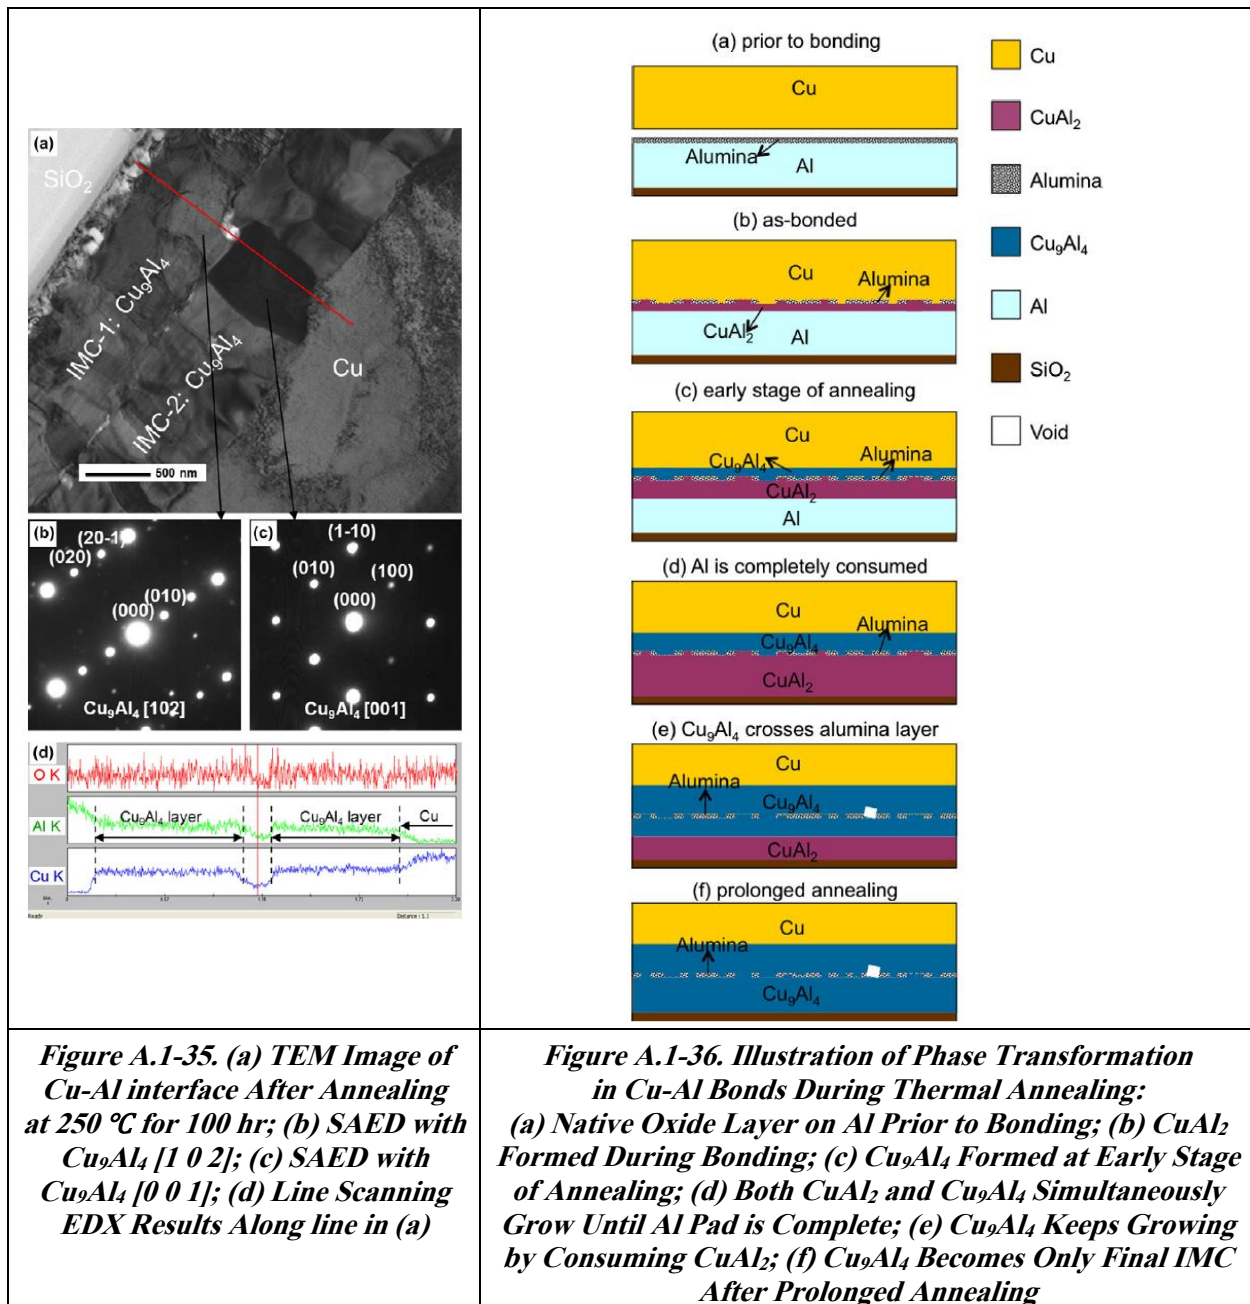 (a)
SiO₂
IMC-1: Cu₉Al₄
IMC-2: Cu₉Al₄
Cu
500 nm
(b)
(20-1)
(020)
(010)
(000)
Cu₉Al₄ [102]
(c)
(1-10)
(010)
(100)
(000)
Cu₉Al₄ [001]
(d)
O K
Al K
Cu₉Al₄ layer
Cu₉Al₄ layer
Cu
Cu K
Ready
Figure A.1-35. (a) TEM Image of
Cu-Al interface After Annealing
at 250 ℃ for 100 hr; (b) SAED with
Cu₉Al₄ [1 0 2]; (c) SAED with
Cu₉Al₄ [0 0 1]; (d) Line Scanning
EDX Results Along line in (a)
(a) prior to bonding
Cu
Alumina
Al
(b) as-bonded
Cu
Alumina
CuAl₂
Al
(c) early stage of annealing
Cu
Cu₉Al₄
Alumina
CuAl₂
Al
(d) Al is completely consumed
Cu
Alumina
Cu₉Al₄
CuAl₂
(e) Cu₉Al₄ crosses alumina layer
Cu
Alumina
Cu₉Al₄
CuAl₂
(f) prolonged annealing
Cu
Alumina
Cu₉Al₄
Cu
CuAl₂
Alumina
Cu₉Al₄
Al
SiO₂
Void
Figure A.1-36. Illustration of Phase Transformation
in Cu-Al Bonds During Thermal Annealing:
(a) Native Oxide Layer on Al Prior to Bonding; (b) CuAl₂
Formed During Bonding; (c) Cu₉Al₄ Formed at Early Stage
of Annealing; (d) Both CuAl₂ and Cu₉Al₄ Simultaneously
Grow Until Al Pad is Complete; (e) Cu₉Al₄ Keeps Growing
by Consuming CuAl₂; (f) Cu₉Al₄ Becomes Only Final IMC
After Prolonged Annealing